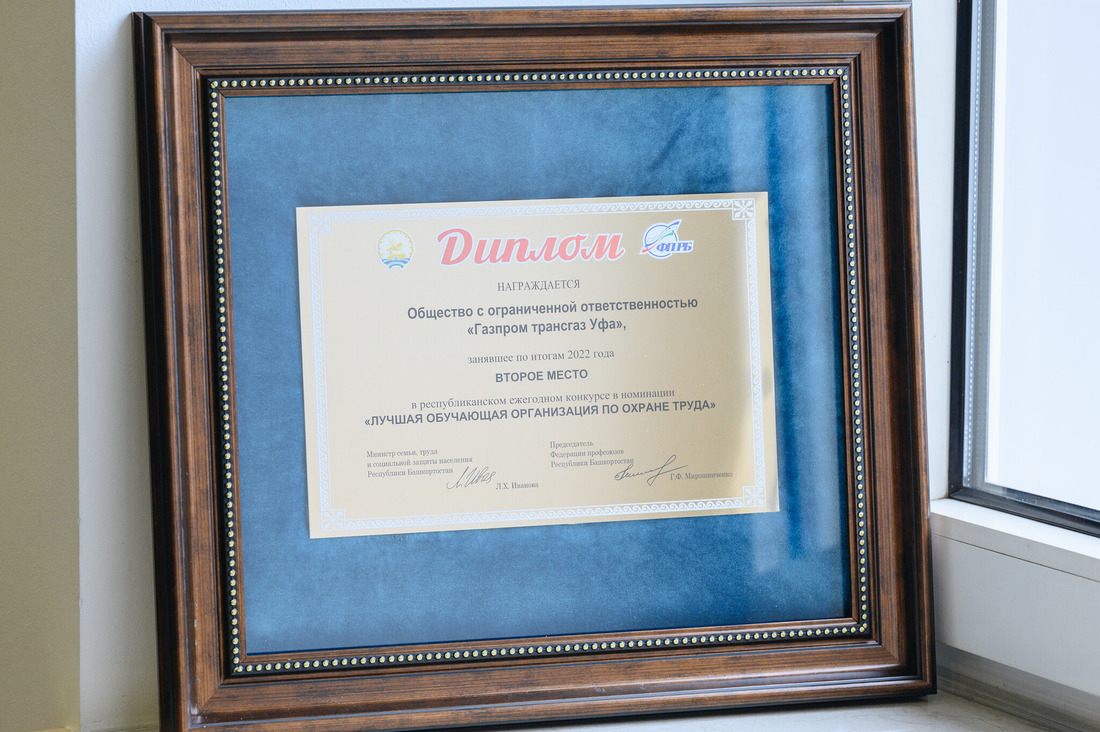 Диплом
ФПРБ
НАГРАЖДАЕТСЯ
Общество с ограниченной ответственностью
«Газпром трансгаз Уфа»,
занявшее по итогам 2022 года
ВТОРОЕ МЕСТО
в республиканском ежегодном конкурсе в номинации
«ЛУЧШАЯ ОБУЧАЮЩАЯ ОРГАНИЗАЦИЯ ПО ОХРАНЕ ТРУДА»
Министр семьи, труда
и социальной защиты населения
Республики Башкортостан
Л.Х. Иванова
Председатель
Федерации профсоюзов
Республики Башкортостан
Г.Ф. Мирошниченко